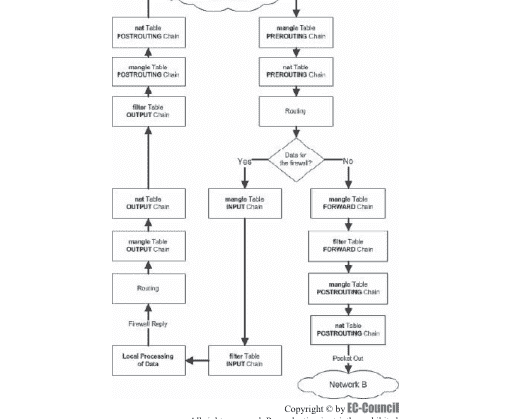 nat Table
POSTROUTING Chain
mangle Table
POSTROUTING Chain
filter Table
OUTPUT Chain
nat Table
OUTPUT Chain
mangle Table
OUTPUT Chain
Routing
Firewall Reply
Local Processing
of Data
mangle Table
PREROUTING Chain
nat Table
PREROUTING Chain
Routing
Data for
the firewall?
Yes
No
mangle Table
INPUT Chain
filter Table
INPUT Chain
mangle Table
FORWARD Chain
filter Table
FORWARD Chain
mangle Table
POSTROUTING Chain
nat Table
POSTROUTING Chain
Packet Out
Network B
Copyright © by EC-Council